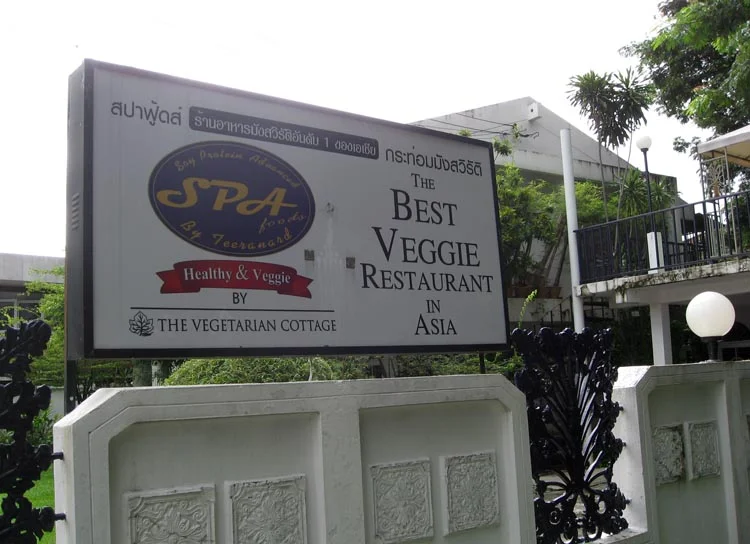 สปาฟู้ดส์
ร้านอาหารมังสวิรัติอันดับ 1 ของเอเชีย
กระท่อมมังสวิรัติ
Soy Protein Advanced
SPA
foods
By Teeranard
Healthy & Veggie
BY
THE VEGETARIAN COTTAGE
THE
BEST
VEGGIE
RESTAURANT
IN
ASIA